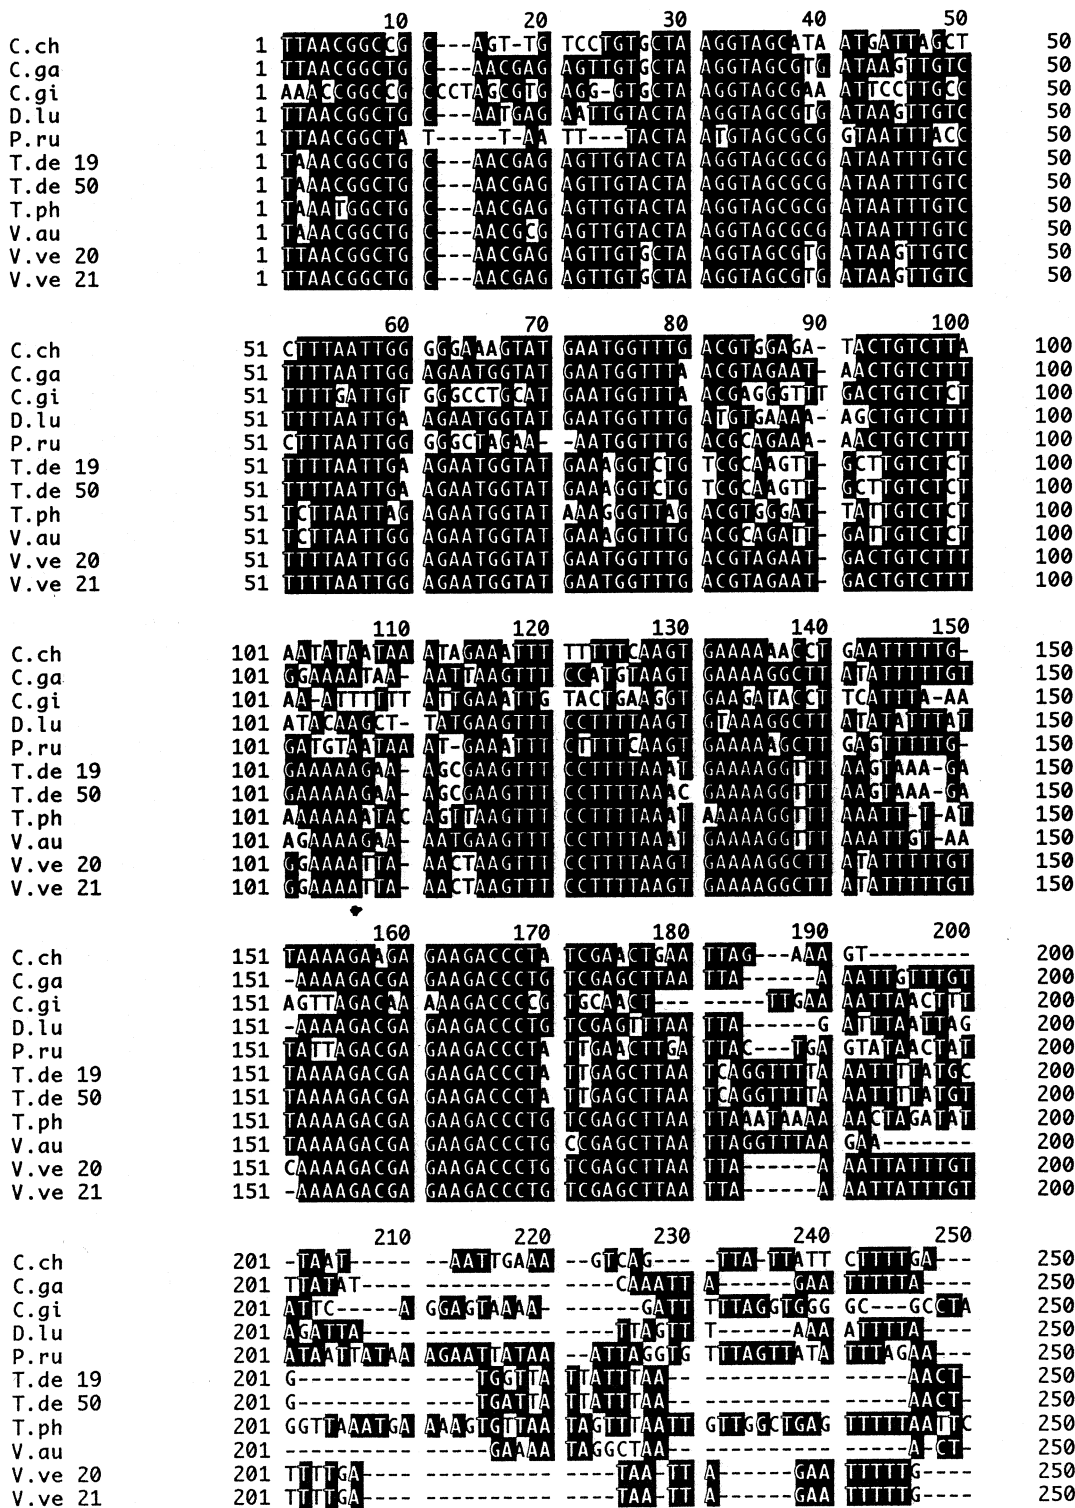 10 20 30 40 50
C.ch 1 TTAACGGCCG C---AGT-TG TCCTGTGCTA AGGTAGCATA ATGATTAGCT 50
C.ga 1 TTAACGGCTG C---AACGAG AGTTGTGCTA AGGTAGCGTG ATAAGTTGTC 50
C.gi 1 AAACCGGCCG CCCTAGCGTG AGG-GTGCTA AGGTAGCGAA ATTCCTTGCC 50
D.lu 1 TTAACGGCTG C---AATGAG AATTGTACTA AGGTAGCGTG ATAAGTTGTC 50
P.ru 1 TTAACGGCTA T----T-AA TT---TACTA ATGTAGCGCG GTAATTTACC 50
T.de 19 1 TAAACGGCTG C---AACGAG AGTTGTACTA AGGTAGCGCG ATAATTTGTC 50
T.de 50 1 TAAACGGCTG C---AACGAG AGTTGTACTA AGGTAGCGCG ATAATTTGTC 50
T.ph 1 TAAATGGCTG C---AACGAG AGTTGTACTA AGGTAGCGCG ATAATTTGTC 50
V.au 1 TAAACGGCTG C---AACGCG AGTTGTACTA AGGTAGCGCG ATAATTTGTC 50
V.ve 20 1 TTAACGGCTG C---AACGAG AGTTGTGCTA AGGTAGCGTG ATAAGTTGTC 50
V.ve 21 1 TTAACGGCTG C---AACGAG AGTTGTGCTA AGGTAGCGTG ATAAGTTGTC 50
60 70 80 90 100
C.ch 51 CTTTAATTGG GGGAAAGTAT GAATGGTTTG ACGTGGAGA- TACTGTCTTA 100
C.ga 51 TTTTAATTGG AGAATGGTAT GAATGGTTTA ACGTAGAAT- AACTGTCTTT 100
C.gi 51 TTTTGATTGT GGGCCTGCAT GAATGGTTTA ACGAGGGTTT GACTGTCTCT 100
D.lu 51 TTTTAATTGA AGAATGGTAT GAATGGTTTG ATGTGAAAA- AGCTGTCTTT 100
P.ru 51 CTTTAATTGG GGGCTAGAA- -AATGGTTTG ACGCAGAAA- AACTGTCTTT 100
T.de 19 51 TTTTAATTGA AGAATGGTAT GAAAGGTCTG TCGCAAGTT- GCTTGTCTCT 100
T.de 50 51 TTTTAATTGA AGAATGGTAT GAAAGGTCTG TCGCAAGTT- GCTTGTCTCT 100
T.ph 51 TCTTAATTAG AGAATGGTAT AAAGGGTTAG ACGTGGGAT- TATTGTCTCT 100
V.au 51 TCTTAATTGG AGAATGGTAT GAAAGGTTTG ACGCAGATT- GATTGTCTCT 100
V.ve 20 51 TTTTAATTGG AGAATGGTAT GAATGGTTTG ACGTAGAAT- GACTGTCTTT 100
V.ve 21 51 TTTTAATTGG AGAATGGTAT GAATGGTTTG ACGTAGAAT- GACTGTCTTT 100
110 120 130 140 150
C.ch 101 AATATAATAA ATAGAAATTT TTTTTCAAGT GAAAAAACCT GAATTTTTG- 150
C.ga 101 GGAAAATAA- AATTAAGTTT CCATGTAAGT GAAAAGGCTT ATATTTTTGT 150
C.gi 101 AA-ATTTTTT ATTGAAATTG TACTGAAGGT GAAGATACCT TCATTTA-AA 150
D.lu 101 ATACAAGCT- TATGAAGTTT CCTTTTAAGT GTAAAGGCTT ATATATTTAT 150
P.ru 101 GATGTAATAA AT-GAAATTT CTTTTCAAGT GAAAAAGCTT GAGTTTTTG- 150
T.de 19 101 GAAAAAGAA- AGCGAAGTTT CCTTTTAAAT GAAAAGGTTT AAGTAAA-GA 150
T.de 50 101 GAAAAAGAA- AGCGAAGTTT CCTTTTAAAC GAAAAGGTTT AAGTAAA-GA 150
T.ph 101 AAAAAAATAC AGTTAAGTTT CCTTTTAAAT AAAAAGGTTT AAATT-T-AT 150
V.au 101 AGAAAAGAA- AATGAAGTTT CCTTTTAAAT GAAAAGGTTT AAATTGT-AA 150
V.ve 20 101 GGAAAATTA- AACTAAGTTT CCTTTTAAGT GAAAAGGCTT ATATTTTTGT 150
V.ve 21 101 GGAAAATTA- AACTAAGTTT CCTTTTAAGT GAAAAGGCTT ATATTTTTGT 150
160 170 180 190 200
C.ch 151 TAAAAGAAGA GAAGACCCTA TCGAACTGAA TTAG---AAA GT-------- 200
C.ga 151 -AAAAGACGA GAAGACCCTG TCGAGCTTAA TTA------A AATTGTTTGT 200
C.gi 151 AGTTAGACAA AAAGACCCCG TGCAACT--- -----TTGAA AATTAACTTT 200
D.lu 151 -AAAAGACGA GAAGACCCTG TCGAGTTTAA TTA------G ATTTAATTAG 200
P.ru 151 TATTAGACGA GAAGACCCTA TTGAACTTGA TTAC---TGA GTATAACTAT 200
T.de 19 151 TAAAAGACGA GAAGACCCTA TTGAGCTTAA TCAGGTTTTA AATTTTATGC 200
T.de 50 151 TAAAAGACGA GAAGACCCTA TTGAGCTTAA TCAGGTTTTA AATTTTATGT 200
T.ph 151 TAAAAGACGA GAAGACCCTG TCGAGCTTAA TTAAATAAAA AACTAGATAT 200
V.au 151 TAAAAGACGA GAAGACCCTG CCGAGCTTAA TTAGGTTTAA GAA------- 200
V.ve 20 151 CAAAAGACGA GAAGACCCTG TCGAGCTTAA TTA------A AATTATTTGT 200
V.ve 21 151 -AAAAGACGA GAAGACCCTG TCGAGCTTAA TTA------A AATTATTTGT 200
210 220 230 240 250
C.ch 201 -TAAT----- --AATTGAAA --GTCAG--- --TTA-TTATT CTTTTGA--- 250
C.ga 201 TTATAT---- ---------- ----CAAATT A-----GAA TTTTTA---- 250
C.gi 201 ATTC----A GGAGTAAAA- ------GATT TTTAGGTGGG GC---GCCTA 250
D.lu 201 AGATTA---- ---------- ----TTAGTT T-----AAA ATTTTA---- 250
P.ru 201 ATAATTATAA AGAATTATAA --ATTAGGTG TTTAGTTATA TTTAGAA--- 250
T.de 19 201 G--------- ----TGGTTA TTATTTAA-- ---------- -----AACT- 250
T.de 50 201 G--------- ----TGATTA TTATTTAA-- ---------- -----AACT- 250
T.ph 201 GGTTAAATGA AAAGTGTTAA TAGTTTAATT GTTGGCTGAG TTTTTAATTC 250
V.au 201 ---------- -----GAAAA TAGGCTAA-- ---------- -----A-CT- 250
V.ve 20 201 TTTTGA---- ---------- ----TAA-TT A-----GAA TTTTTG---- 250
V.ve 21 201 TTTTGA---- ---------- ----TAA-TT A-----GAA TTTTTG---- 250